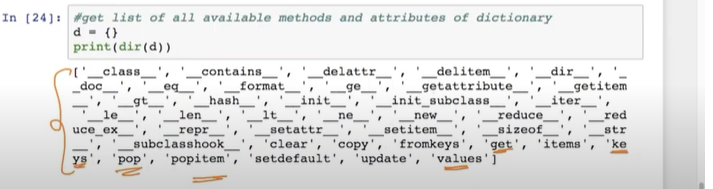 In [24]: #get list of all available methods and attributes of dictionary
d = {}
print(dir(d))
['__class__', '__contains__', '__delattr__', '__delitem__', '__dir__', '_
_doc__', '__eq__', '__format__', '__ge__', '__getattribute__', '__getitem
__', '__gt__', '__hash__', '__init__', '__init_subclass__', '__iter__',
'__le__', '__len__', '__lt__', '__ne__', '__new__', '__reduce__', '__red
uce_ex__', '__repr__', '__setattr__', '__setitem__', '__sizeof__', '__str
__', '__subclasshook__', 'clear', 'copy', 'fromkeys', 'get', 'items', 'ke
ys', 'pop', 'popitem', 'setdefault', 'update', 'values']